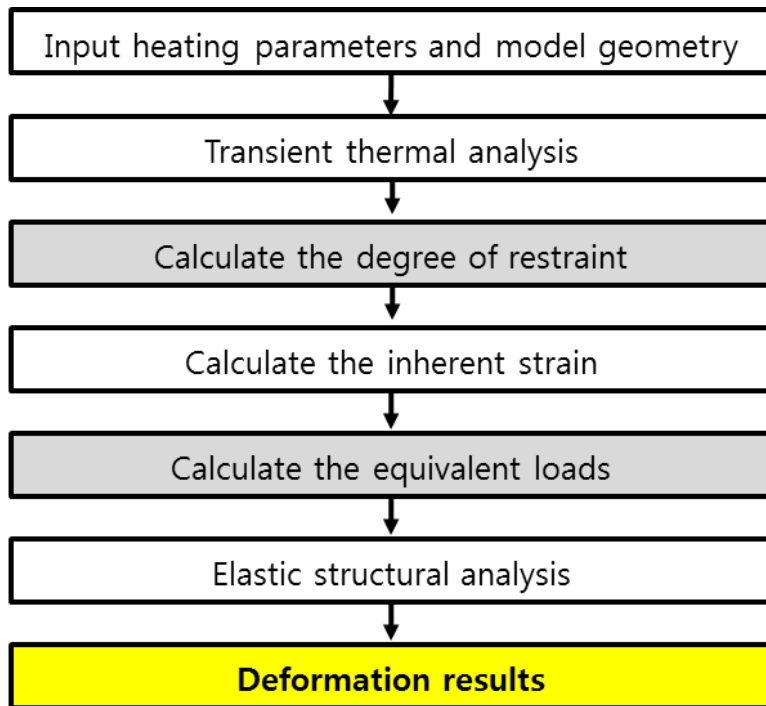 Input heating parameters and model geometry
Transient thermal analysis
Calculate the degree of restraint
Calculate the inherent strain
Calculate the equivalent loads
Elastic structural analysis
Deformation results